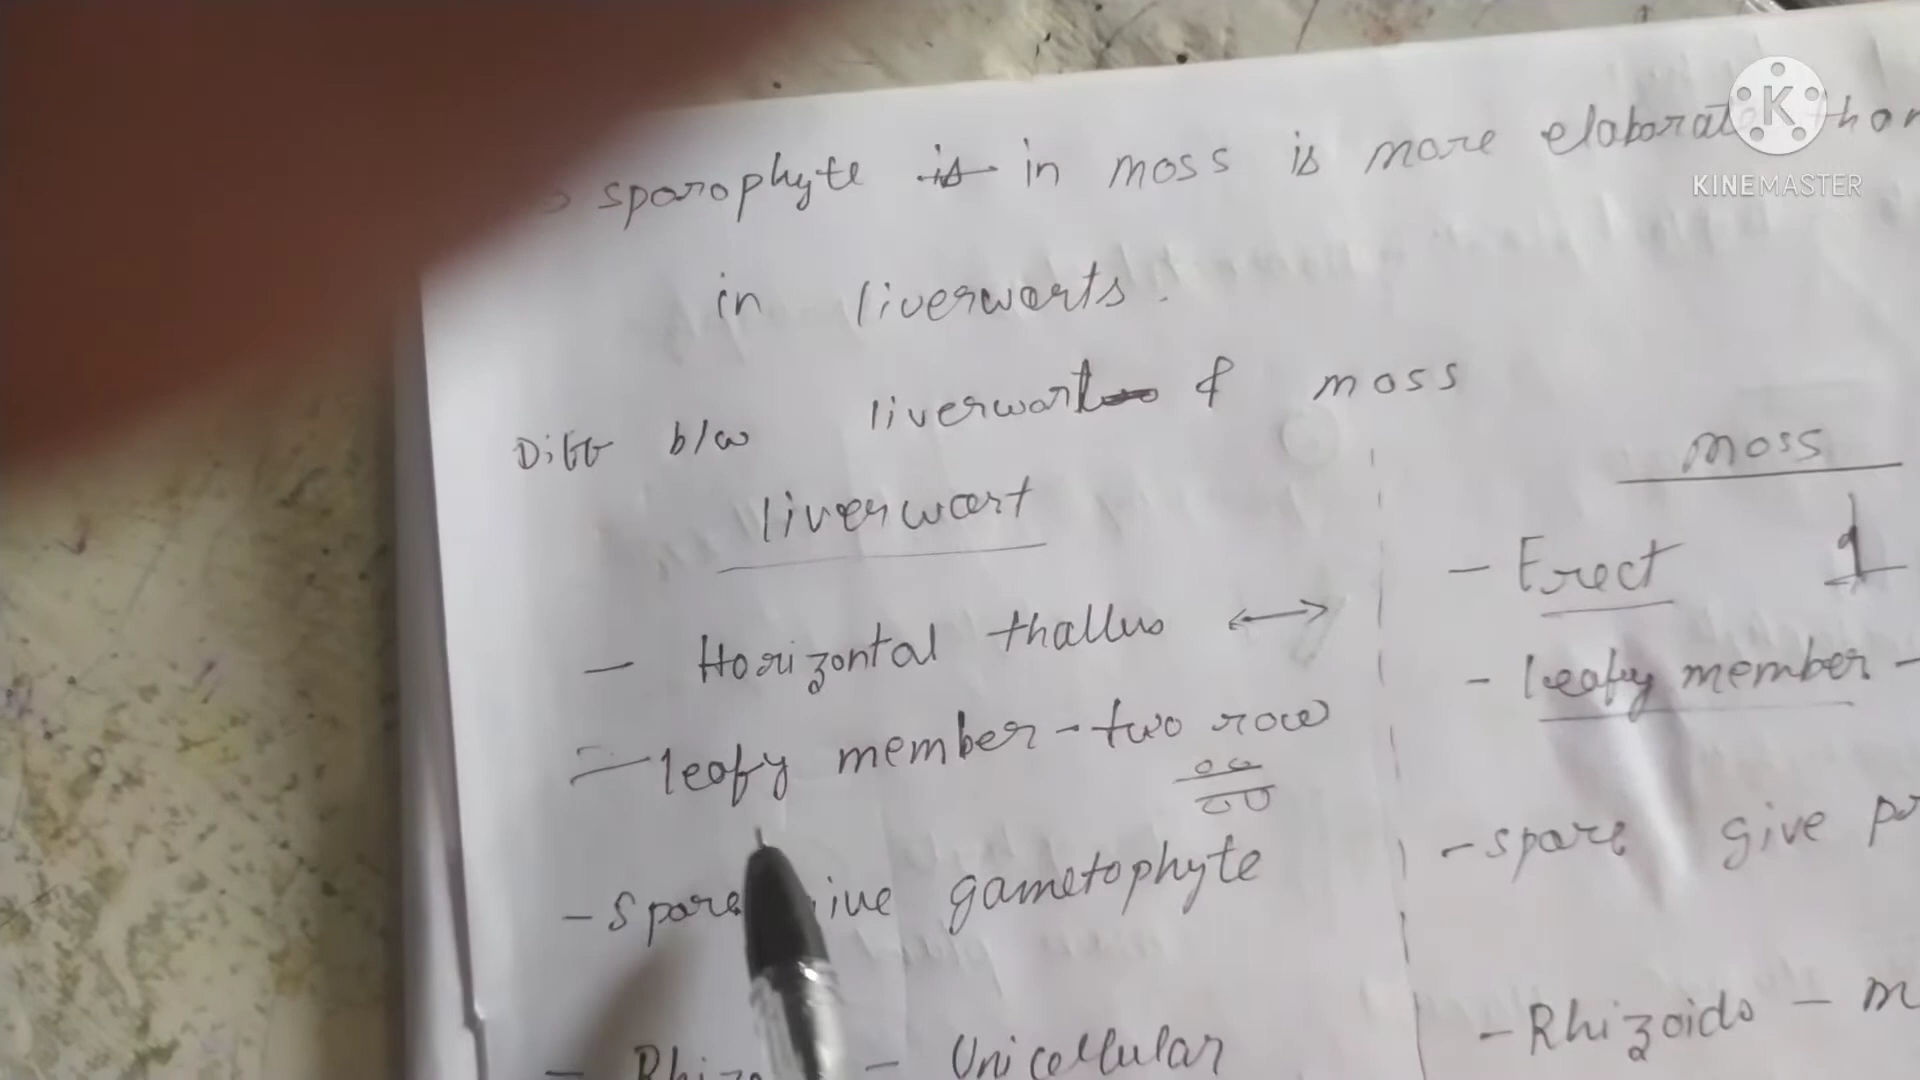 sporophyte is in moss is more elaborate than
in liverworts.
Diff b/w liverwort & moss
liverwort
moss
- Horizontal thallus ↔
- Erect
- leafy member - two row
- leafy member -
- spore give gametophyte
- spore give
- Unicellular
- Rhizoids -
KINEMASTER